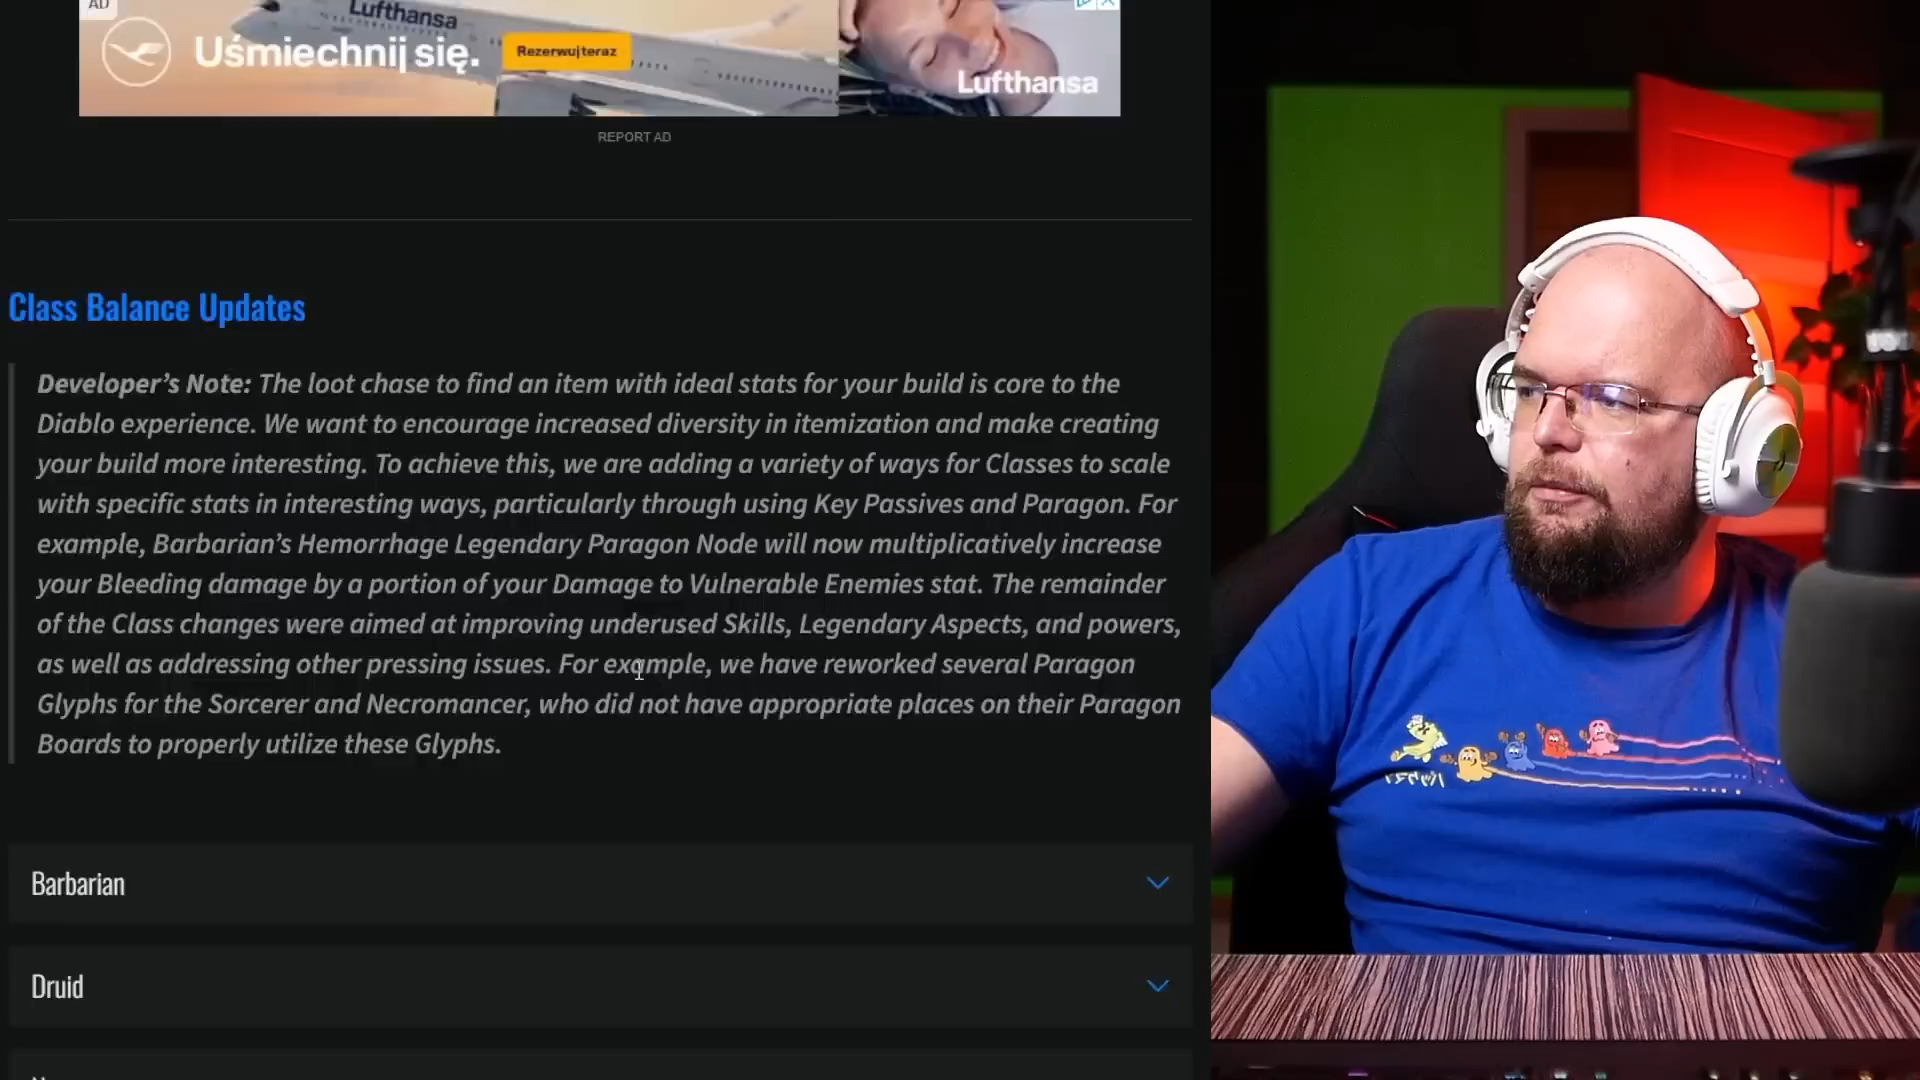 AD
Lufthansa
Uśmiechnij się.
Rezerwuj teraz
Lufthansa
REPORT AD
Class Balance Updates
Developer's Note: The loot chase to find an item with ideal stats for your build is core to the
Diablo experience. We want to encourage increased diversity in itemization and make creating
your build more interesting. To achieve this, we are adding a variety of ways for Classes to scale
with specific stats in interesting ways, particularly through using Key Passives and Paragon. For
example, Barbarian's Hemorrhage Legendary Paragon Node will now multiplicatively increase
your Bleeding damage by a portion of your Damage to Vulnerable Enemies stat. The remainder
of the Class changes were aimed at improving underused Skills, Legendary Aspects, and powers,
as well as addressing other pressing issues. For example, we have reworked several Paragon
Glyphs for the Sorcerer and Necromancer, who did not have appropriate places on their Paragon
Boards to properly utilize these Glyphs.
Barbarian
Druid